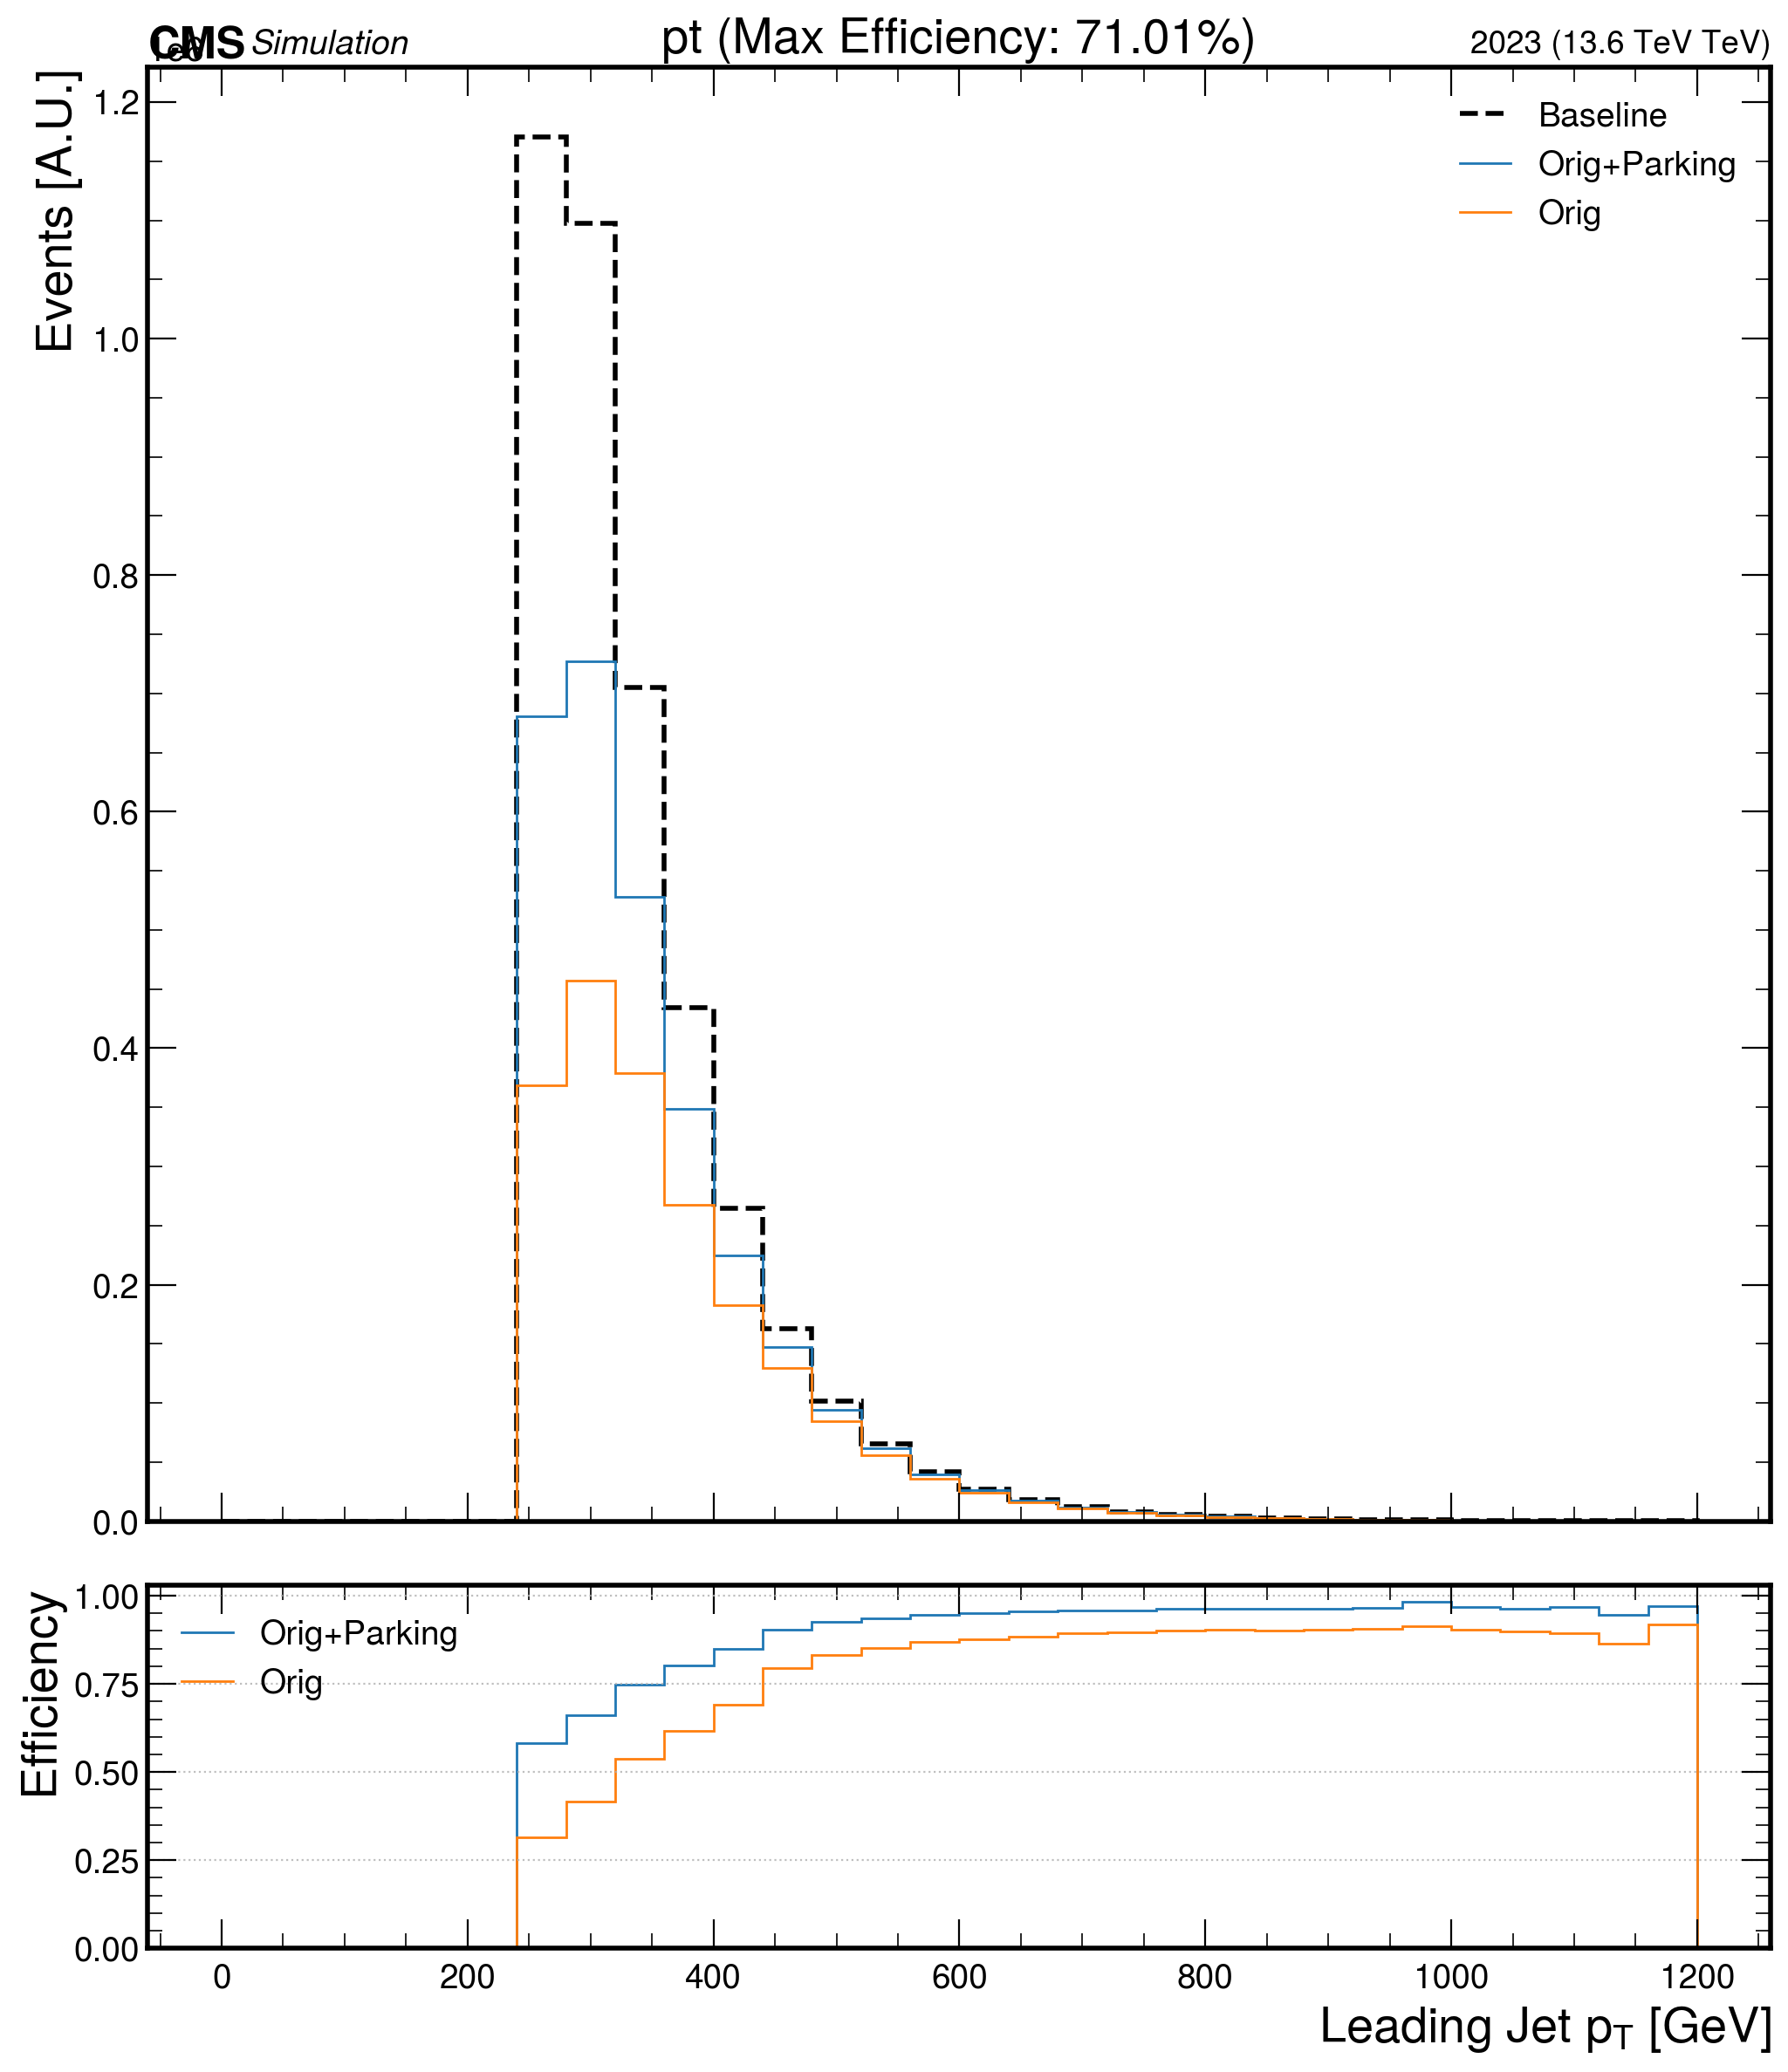 CMS Simulation
pt (Max Efficiency: 71.01%)
2023 (13.6 TeV TeV)
Events [A.U.]
1.2
1.0
0.8
0.6
0.4
0.2
0.0
Baseline
Orig+Parking
Orig
Efficiency
1.00
0.75
0.50
0.25
0.00
Orig+Parking
Orig
0 200 400 600 800 1000 1200
Leading Jet pT [GeV]